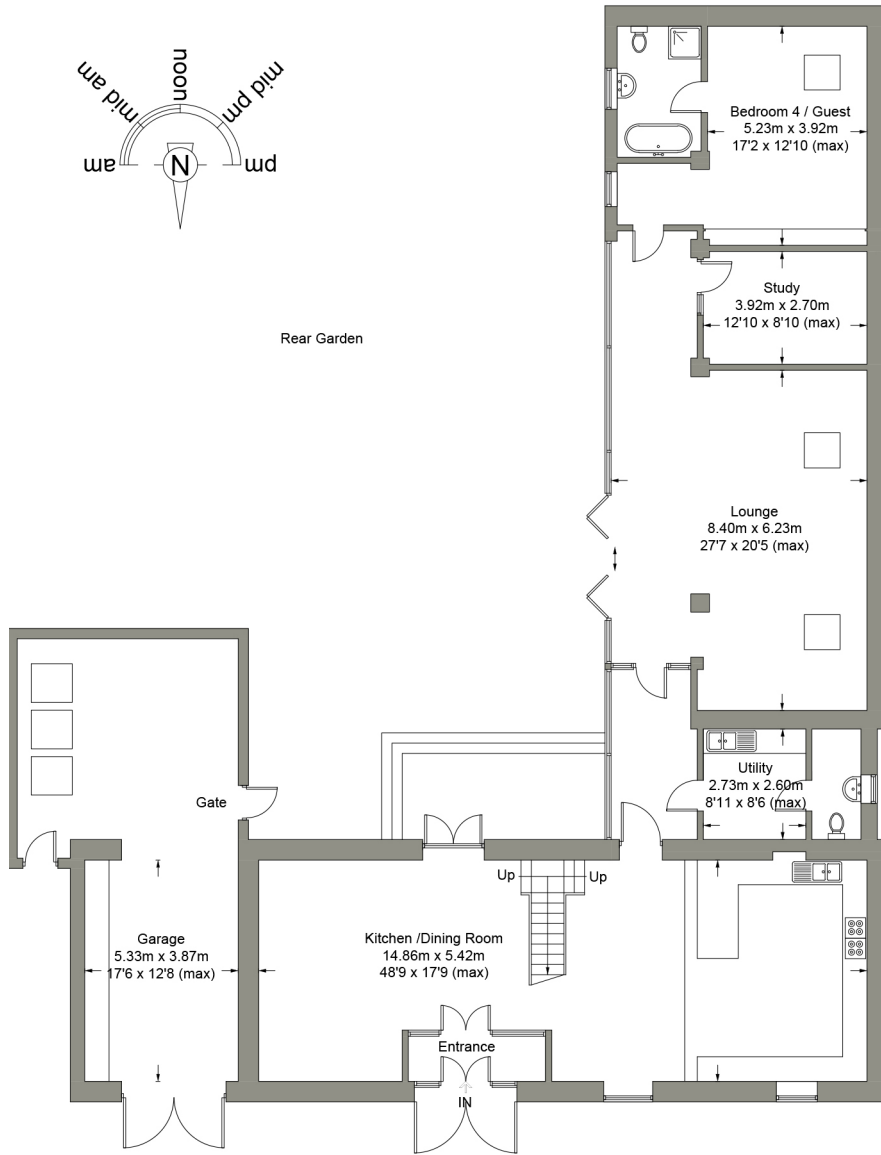 am
mid am
noon
mid pm
pm
N
Bedroom 4 / Guest
5.23m x 3.92m
17'2 x 12'10 (max)
Study
3.92m x 2.70m
12'10 x 8'10 (max)
Rear Garden
Lounge
8.40m x 6.23m
27'7 x 20'5 (max)
Utility
2.73m x 2.60m
8'11 x 8'6 (max)
Gate
Up
Up
Garage
5.33m x 3.87m
17'6 x 12'8 (max)
Kitchen /Dining Room
14.86m x 5.42m
48'9 x 17'9 (max)
Entrance
IN